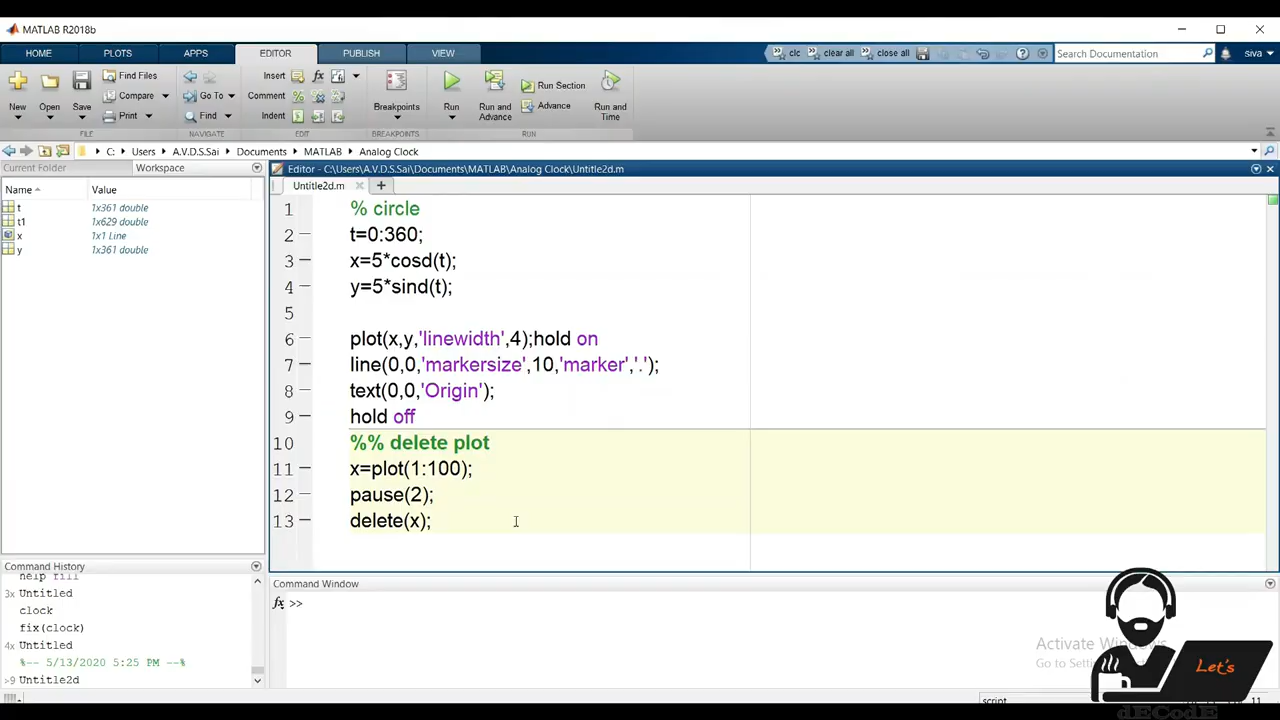 MATLAB R2018b
HOME PLOTS APPS EDITOR PUBLISH VIEW
clc clear all close all
Search Documentation
siva
New Open Save
Find Files
Compare
Print
Go To
Find
Insert
Comment
Indent
Breakpoints
Run
Run and Advance
Run Section
Advance
Run and Time
FILE NAVIGATE EDIT BREAKPOINTS RUN
C: Users A.V.D.S.Sai Documents MATLAB Analog Clock
Current Folder Workspace
Name Value
t 1x361 double
t1 1x629 double
x 1x1 Line
y 1x361 double
Editor - C:\Users\A.V.D.S.Sai\Documents\MATLAB\Analog Clock\Untitle2d.m
Untitle2d.m
1 % circle
2 t=0:360;
3 x=5*cosd(t);
4 y=5*sind(t);
5
6 plot(x,y,'linewidth',4);hold on
7 line(0,0,'markersize',10,'marker','.');
8 text(0,0,'Origin');
9 hold off
10 %% delete plot
11 x=plot(1:100);
12 pause(2);
13 delete(x);
Command History
help fill
3x Untitled
clock
fix(clock)
4x Untitled
%-- 5/13/2020 5:25 PM --%
>9 Untitle2d
Command Window
fx >>
Activate Windows
Go to Setti
Let's
dECodE
script
11